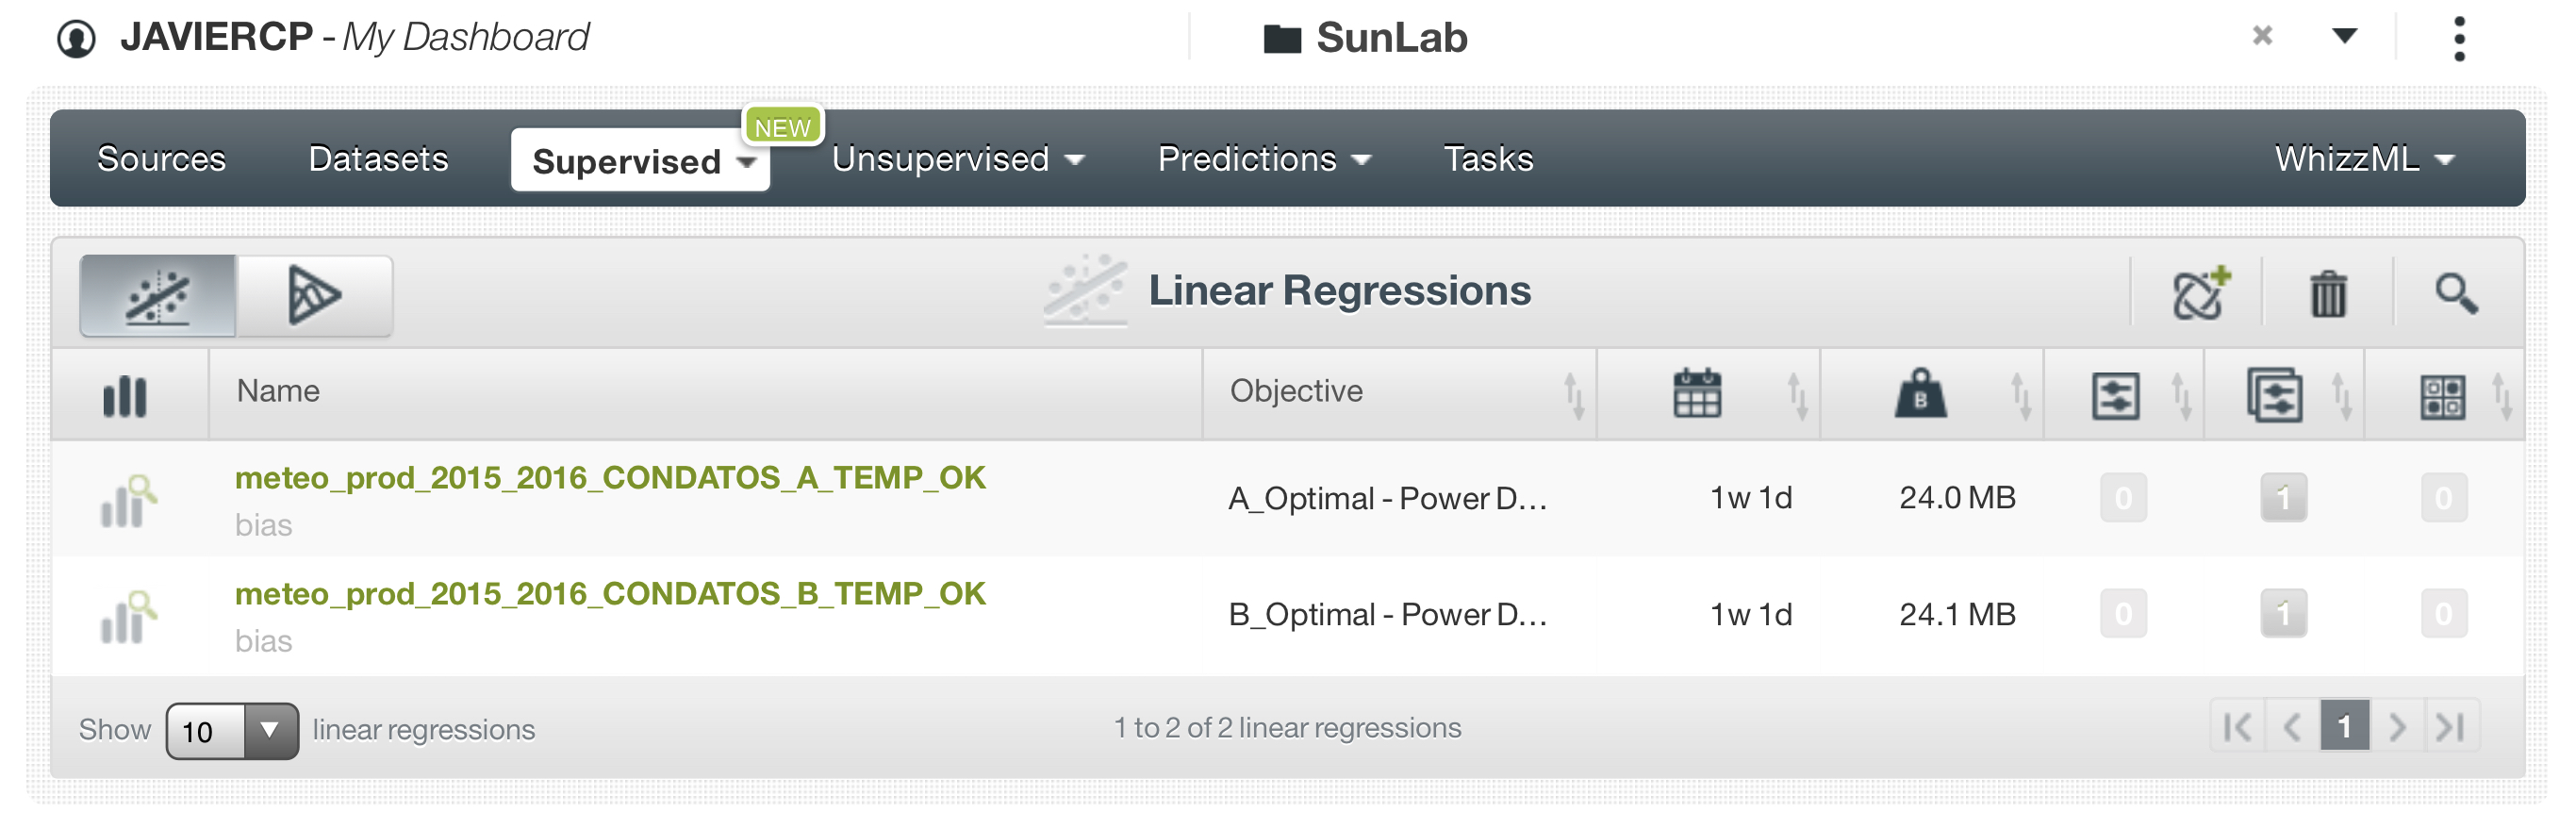 JAVIERCP - My Dashboard
SunLab
Sources Datasets Supervised NEW Unsupervised Predictions Tasks WhizzML
Linear Regressions
Name Objective B
meteo_prod_2015_2016_CONDATOS_A_TEMP_OK
bias
A_Optimal - Power D... 1w 1d 24.0 MB 0 1 0
meteo_prod_2015_2016_CONDATOS_B_TEMP_OK
bias
B_Optimal - Power D... 1w 1d 24.1 MB 0 1 0
Show 10 linear regressions
1 to 2 of 2 linear regressions
1